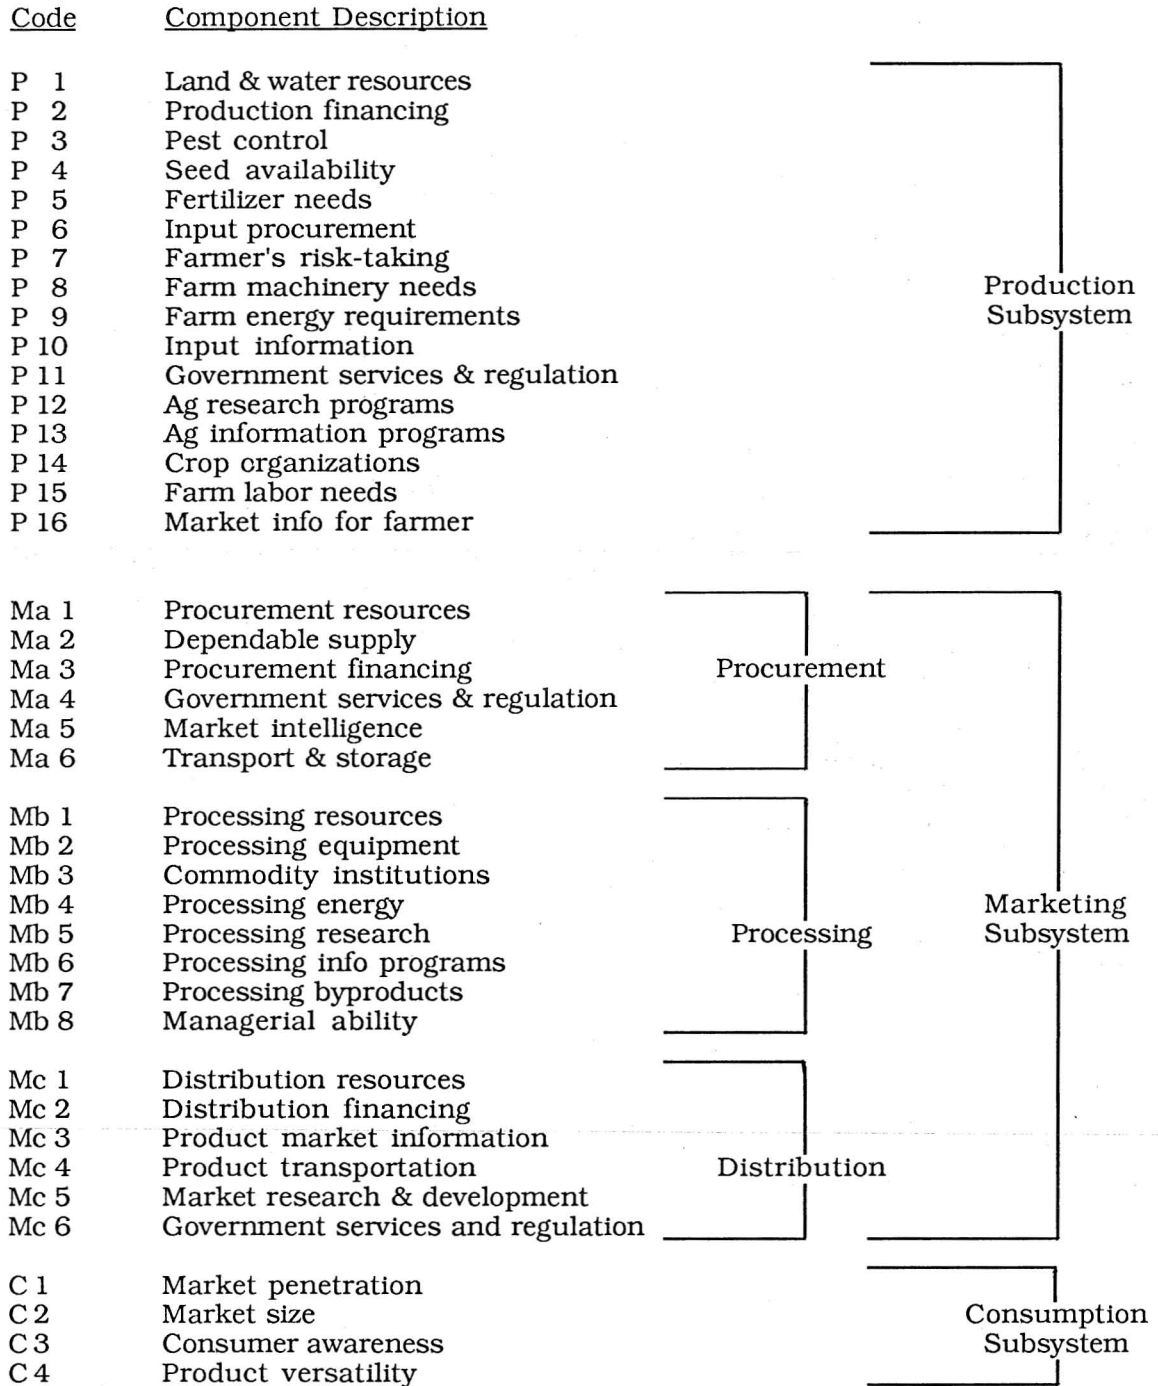 Code Component Description
P 1 Land & water resources
P 2 Production financing
P 3 Pest control
P 4 Seed availability
P 5 Fertilizer needs
P 6 Input procurement
P 7 Farmer's risk-taking
P 8 Farm machinery needs
P 9 Farm energy requirements
P 10 Input information
P 11 Government services & regulation
P 12 Ag research programs
P 13 Ag information programs
P 14 Crop organizations
P 15 Farm labor needs
P 16 Market info for farmer
Production
Subsystem
Ma 1 Procurement resources
Ma 2 Dependable supply
Ma 3 Procurement financing
Ma 4 Government services & regulation
Ma 5 Market intelligence
Ma 6 Transport & storage
Procurement
Mb 1 Processing resources
Mb 2 Processing equipment
Mb 3 Commodity institutions
Mb 4 Processing energy
Mb 5 Processing research
Mb 6 Processing info programs
Mb 7 Processing byproducts
Mb 8 Managerial ability
Processing
Marketing
Subsystem
Mc 1 Distribution resources
Mc 2 Distribution financing
Mc 3 Product market information
Mc 4 Product transportation
Mc 5 Market research & development
Mc 6 Government services and regulation
Distribution
C 1 Market penetration
C 2 Market size
C 3 Consumer awareness
C 4 Product versatility
Consumption
Subsystem